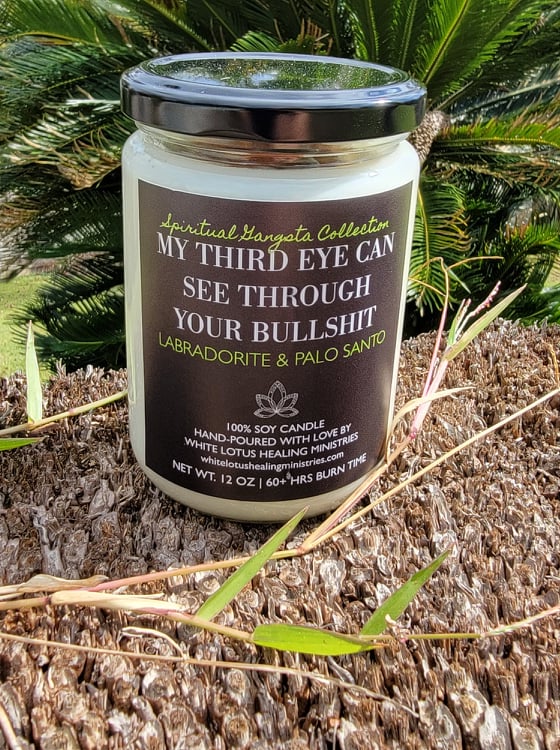 Spiritual Gangsta Collection
MY THIRD EYE CAN
SEE THROUGH
YOUR BULLSHIT
LABRADORITE & PALO SANTO
100% SOY CANDLE
HAND-POURED WITH LOVE BY
WHITE LOTUS HEALING MINISTRIES
whitelotushealingministries.com
NET WT. 12 OZ | 60+ HRS BURN TIME